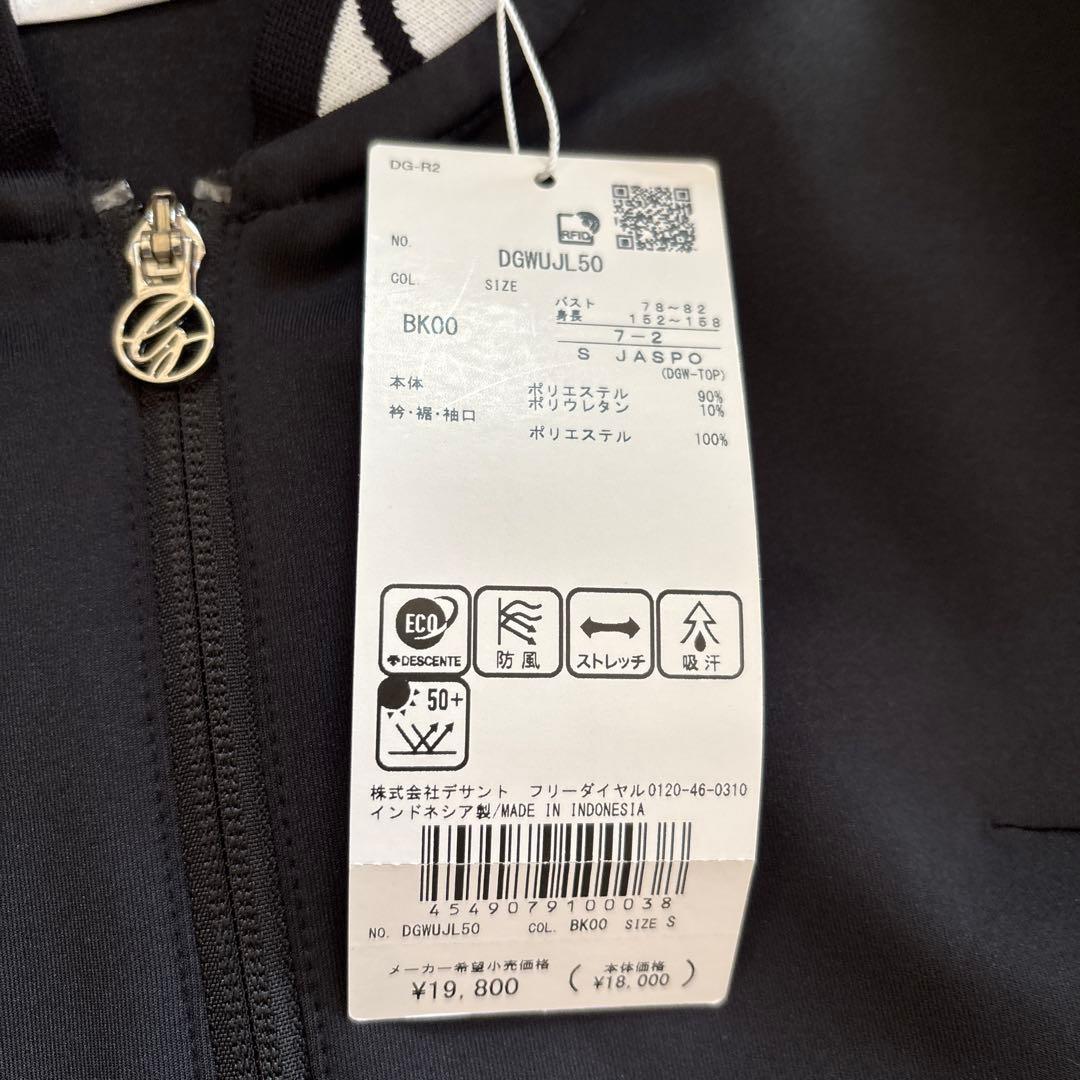 DG-R2
RFID
NO.
DGWUJL50
COL.
SIZE
BK00
バスト 78～82
身長 152～158
7-2
S JASPO
(DGW-TOP)
本体 ポリエステル 90%
ポリウレタン 10%
衿・裾・袖口
ポリエステル 100%
ECO
DESCENTE
防風
ストレッチ
吸汗
50+
株式会社デサント フリーダイヤル0120-46-0310
インドネシア製/MADE IN INDONESIA
4549079100038
NO. DGWUJL50 COL. BK00 SIZE S
メーカー希望小売価格
¥19,800
(本体価格
¥18,000)